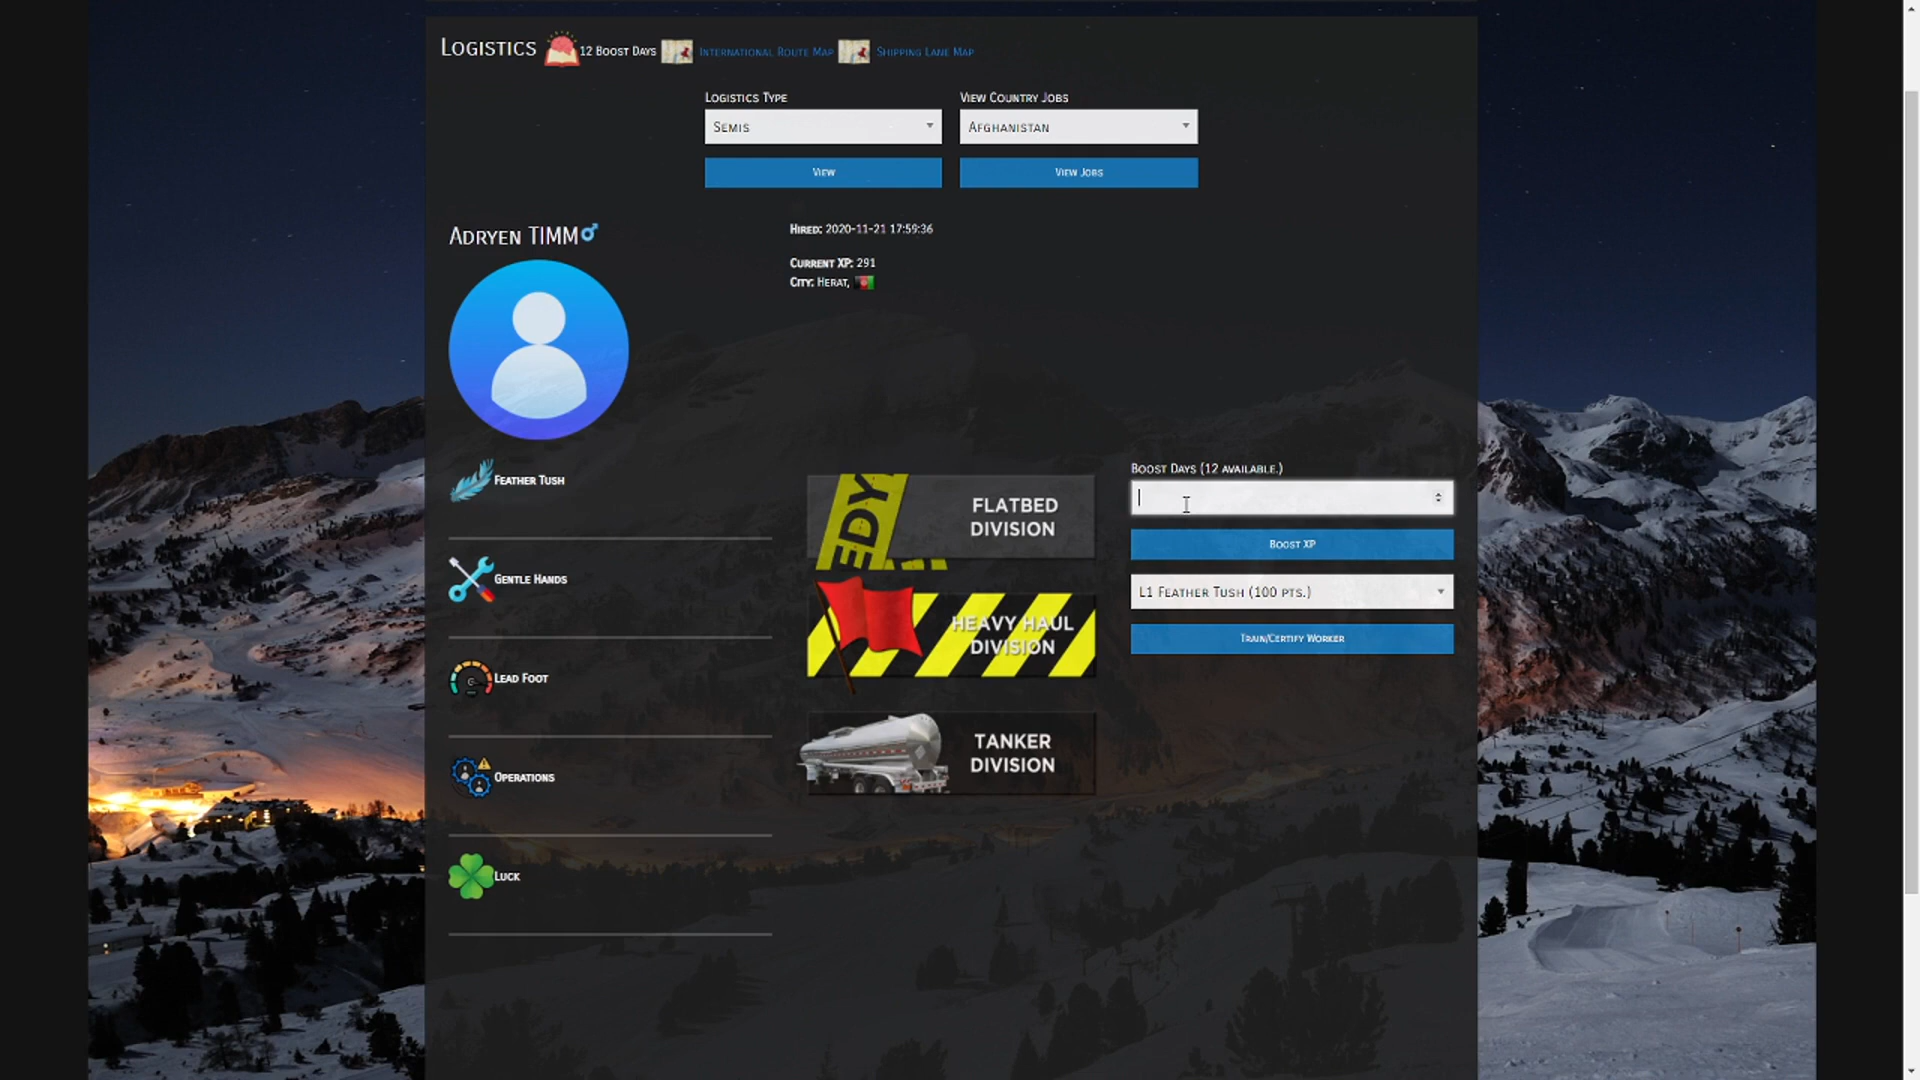 Logistics 12 Boost Days International Route Map Shipping Lane Map
Logistics Type
View Country Jobs
Semis
Afghanistan
View
View Jobs
Adryen TIMM
Hired: 2020-11-21 17:59:36
Current XP: 291
City: Herat,
Feather Tush
Gentle Hands
Lead Foot
Operations
Luck
EDY
FLATBED
DIVISION
HEAVY HAUL
DIVISION
TANKER
DIVISION
Boost Days (12 available.)
Boost XP
L1 Feather Tush (100 pts.)
Train/Certify Worker